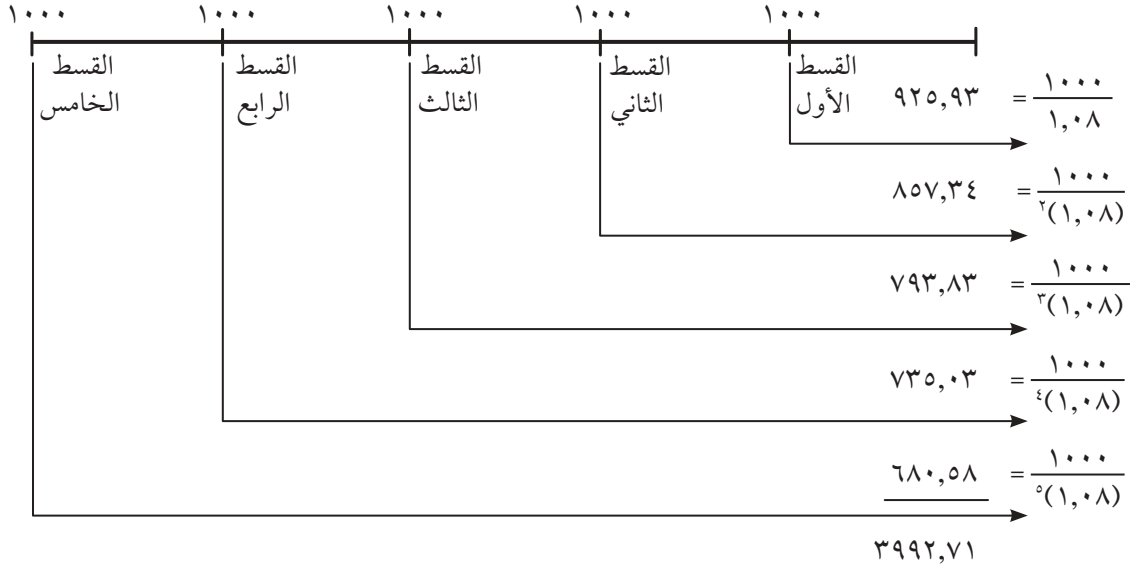 ١٠٠٠ ١٠٠٠ ١٠٠٠ ١٠٠٠ ١٠٠٠
القسط الأول
القسط الثاني
القسط الثالث
القسط الرابع
القسط الخامس
١٠٠٠/١,٠٨ = ٩٢٥,٩٣
١٠٠٠/(١,٠٨)^٢ = ٨٥٧,٣٤
١٠٠٠/(١,٠٨)^٣ = ٧٩٣,٨٣
١٠٠٠/(١,٠٨)^٤ = ٧٣٥,٠٣
١٠٠٠/(١,٠٨)^٥ = ٦٨٠,٥٨
٣٩٩٢,٧١